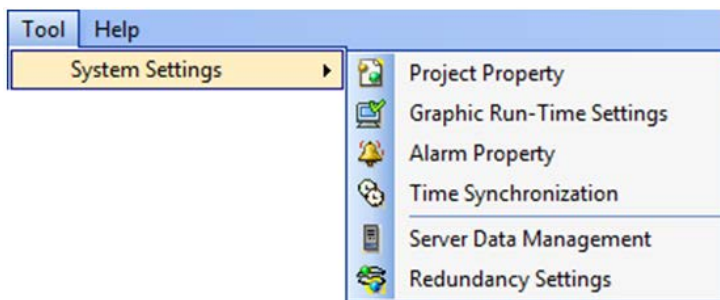 Tool Help
System Settings
Project Property
Graphic Run-Time Settings
Alarm Property
Time Synchronization
Server Data Management
Redundancy Settings